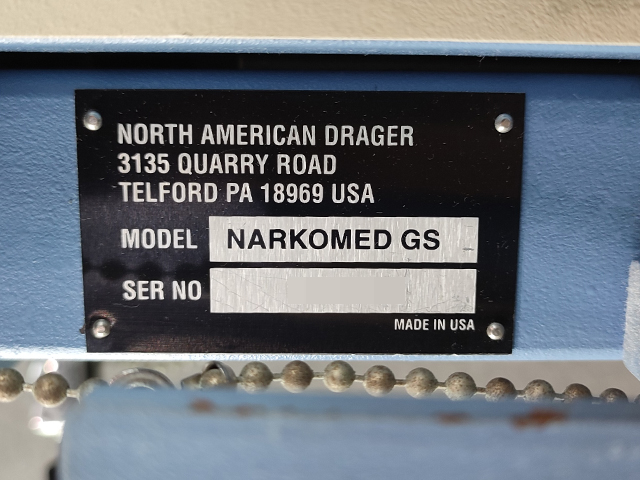 NORTH AMERICAN DRAGER
3135 QUARRY ROAD
TELFORD PA 18969 USA
MODEL NARKOMED GS
SER NO
MADE IN USA